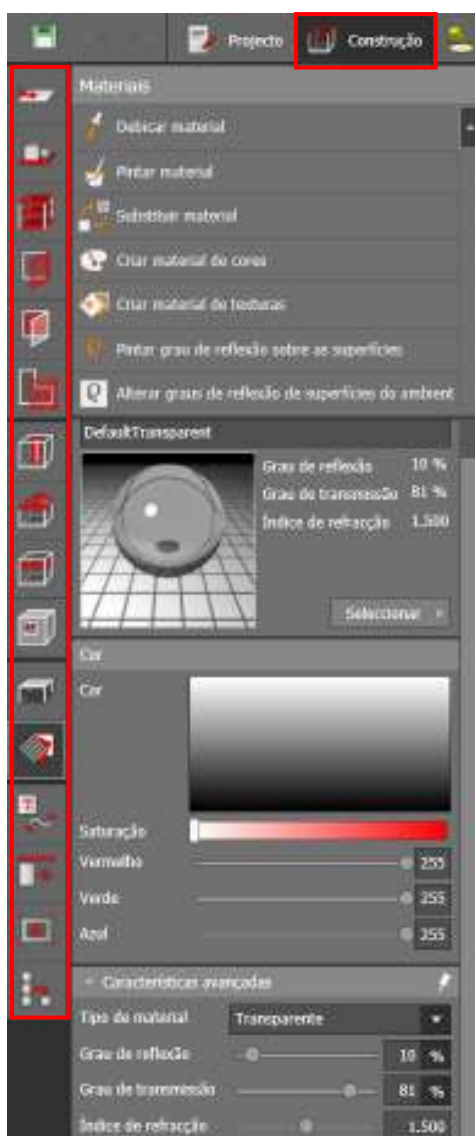 Projecto Construção
Materiais
Debicar material
Pintar material
Substituir material
Criar material de cores
Criar material de texturas
Pintar grau de reflexão sobre as superfícies
Alterar graus de reflexão de superfícies do ambient
DefaultTransparent
Grau de reflexão 10 %
Grau de transmissão 81 %
Índice de refracção 1.500
Seleccionar
Cor
Cor
Saturação
Vermelho 255
Verde 255
Azul 255
Características avançadas
Tipo de material Transparente
Grau de reflexão 10 %
Grau de transmissão 81 %
Índice de refracção 1.500